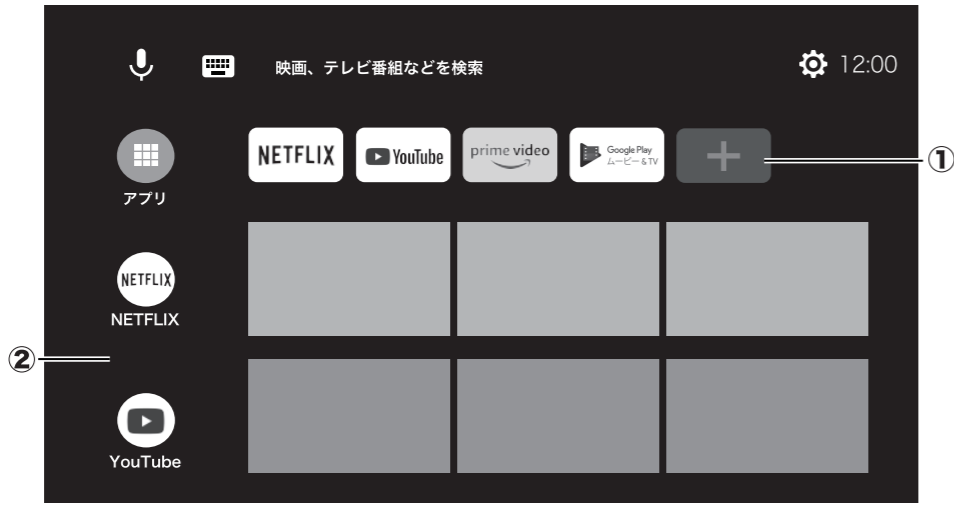 映画、テレビ番組などを検索
12:00
NETFLIX
YouTube
prime video
Google Play
ムービー & TV
①
アプリ
NETFLIX
NETFLIX
②
YouTube